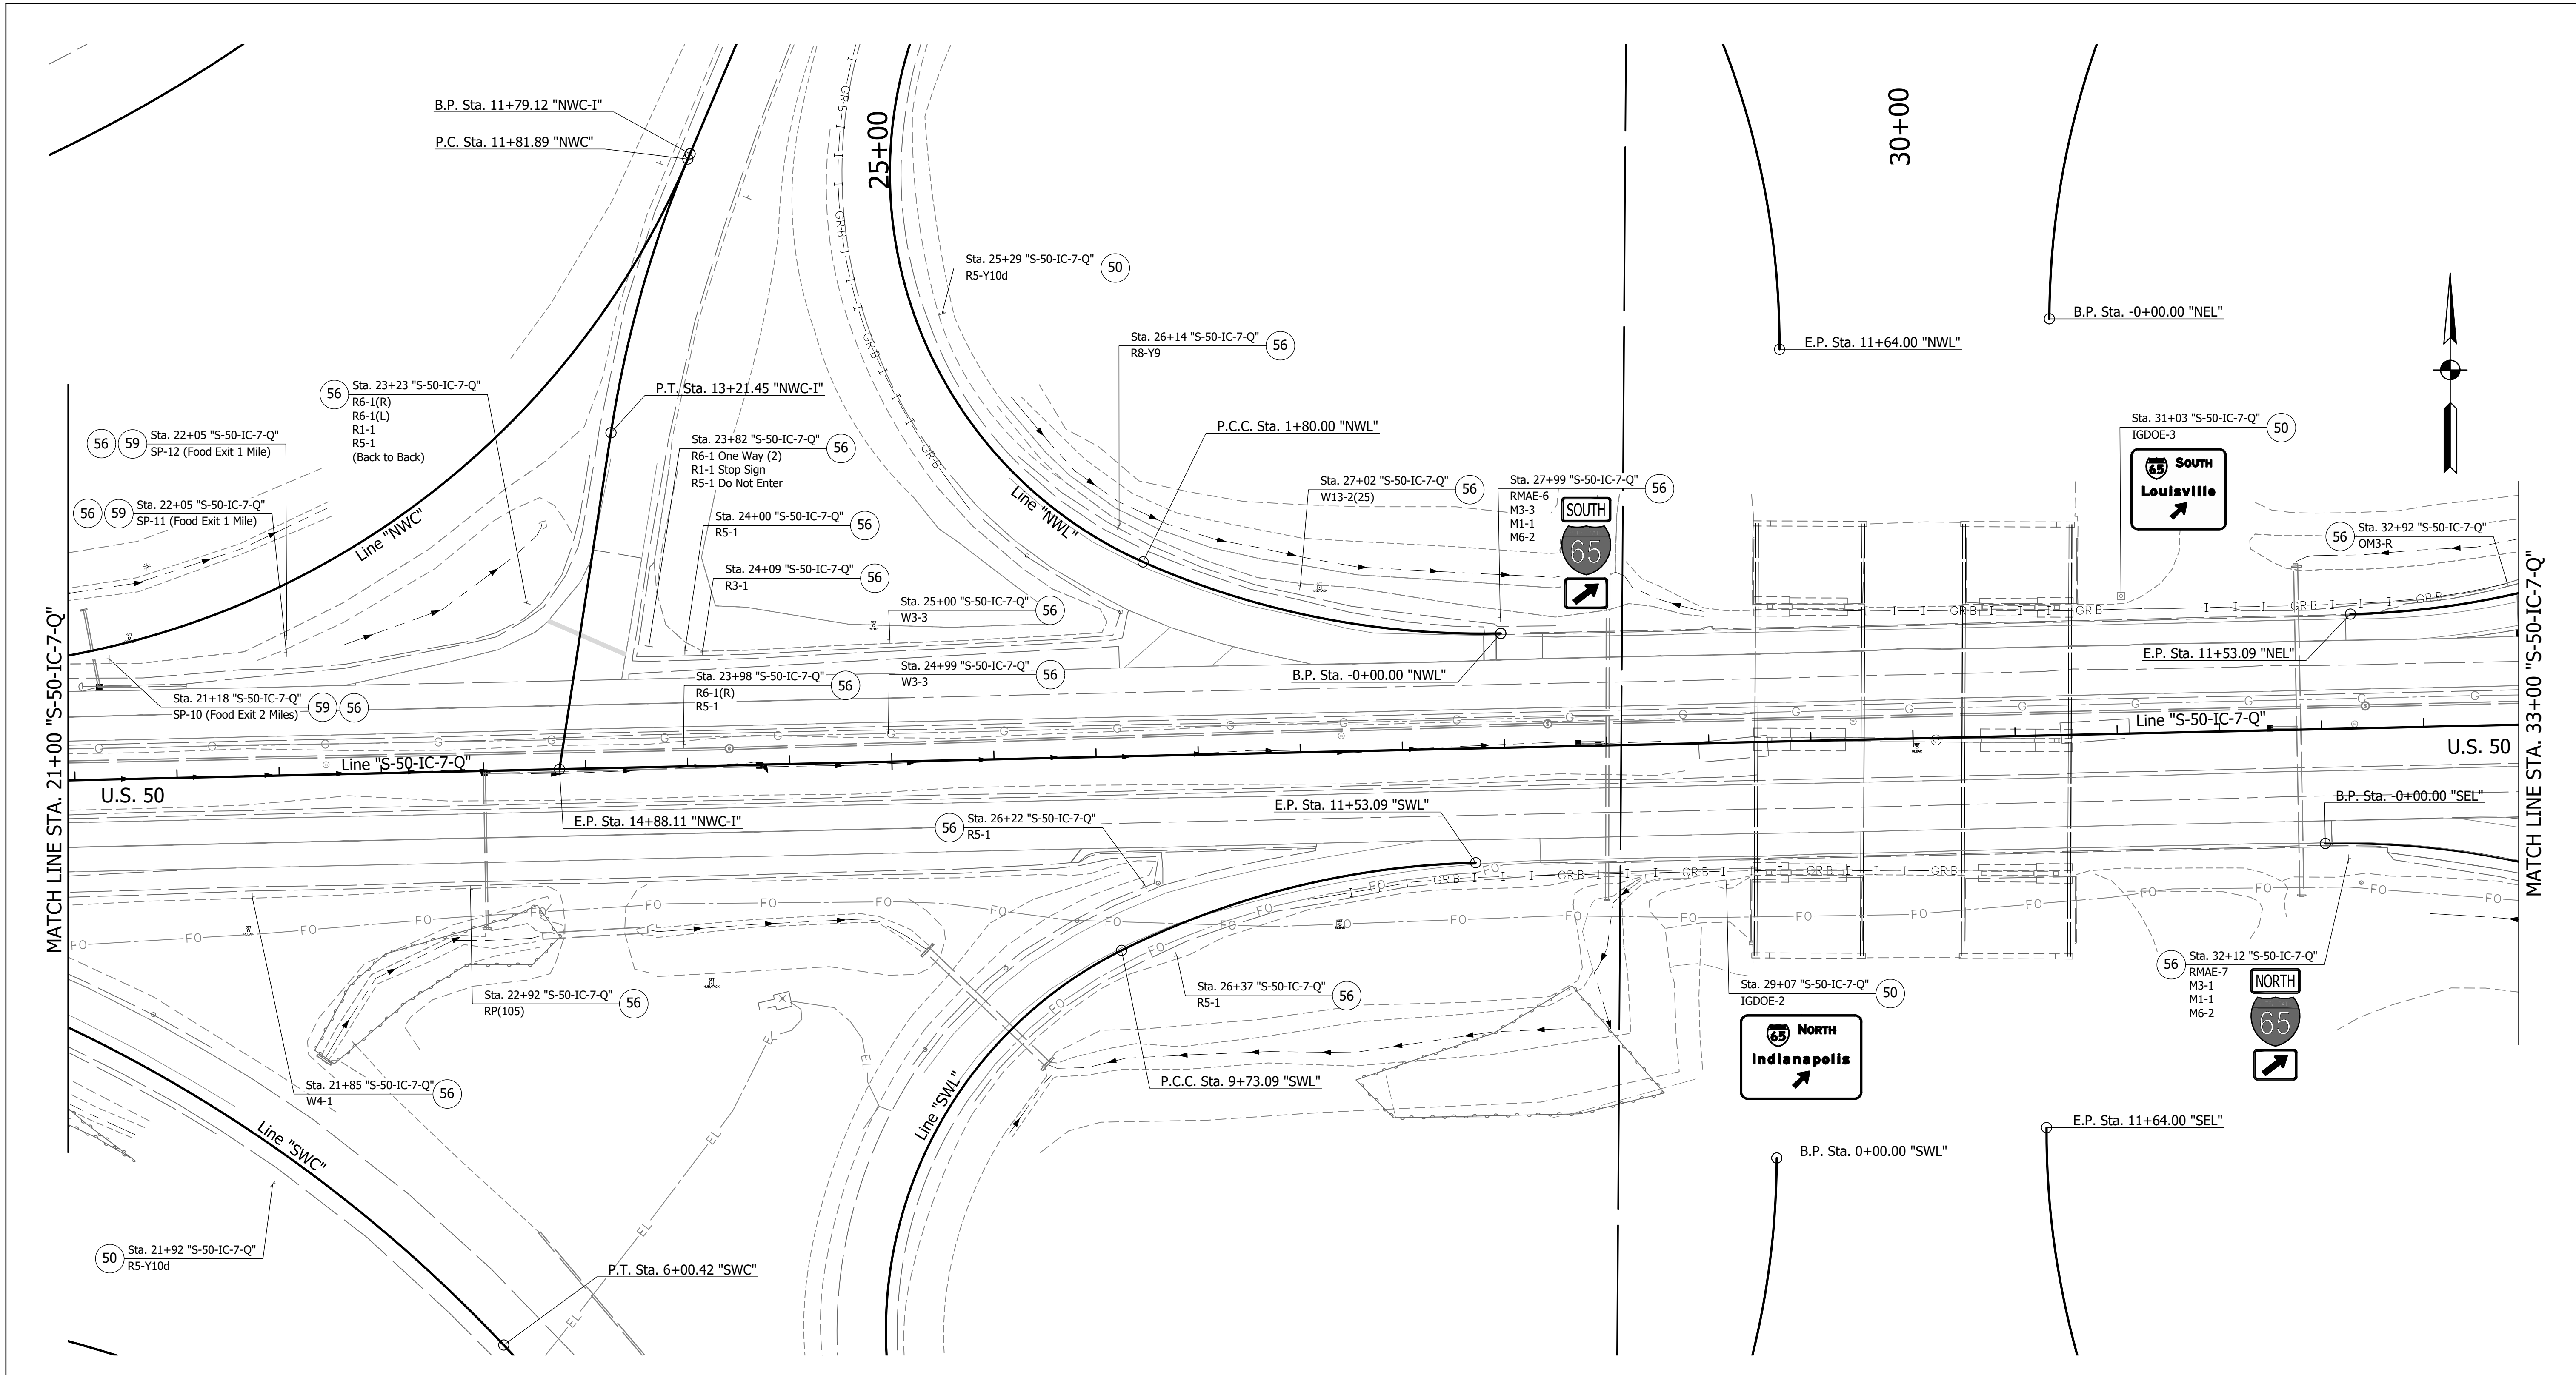 B.P. Sta. 11+79.12 "NWC-I"
P.C. Sta. 11+81.89 "NWC"
25+00
30+00
Sta. 25+29 "S-50-IC-7-Q"
R5-Y10d
50
B.P. Sta. -0+00.00 "NEL"
E.P. Sta. 11+64.00 "NWL"
Sta. 26+14 "S-50-IC-7-Q"
R8-Y9
56
56
Sta. 23+23 "S-50-IC-7-Q"
R6-1(R)
R6-1(L)
R1-1
R5-1
(Back to Back)
P.T. Sta. 13+21.45 "NWC-I"
P.C.C. Sta. 1+80.00 "NWL"
56 59
Sta. 22+05 "S-50-IC-7-Q"
SP-12 (Food Exit 1 Mile)
56 59
Sta. 22+05 "S-50-IC-7-Q"
SP-11 (Food Exit 1 Mile)
Sta. 23+82 "S-50-IC-7-Q"
R6-1 One Way (2)
R1-1 Stop Sign
R5-1 Do Not Enter
56
Sta. 24+00 "S-50-IC-7-Q"
R5-1
56
Sta. 24+09 "S-50-IC-7-Q"
R3-1
56
Sta. 25+00 "S-50-IC-7-Q"
W3-3
56
Sta. 24+99 "S-50-IC-7-Q"
W3-3
56
Sta. 23+98 "S-50-IC-7-Q"
R6-1(R)
R5-1
56
Sta. 27+02 "S-50-IC-7-Q"
W13-2(25)
56
Sta. 27+99 "S-50-IC-7-Q"
RMAE-6
M3-3
M1-1
M6-2
56
SOUTH
65
Sta. 31+03 "S-50-IC-7-Q"
IGDOE-3
50
65 SOUTH
Louisville
56
Sta. 32+92 "S-50-IC-7-Q"
OM3-R
Line "NWC"
Line "NWL"
E.P. Sta. 11+53.09 "NEL"
B.P. Sta. -0+00.00 "NWL"
Sta. 21+18 "S-50-IC-7-Q"
SP-10 (Food Exit 2 Miles)
59 56
MATCH LINE STA. 21+00 "S-50-IC-7-Q"
MATCH LINE STA. 33+00 "S-50-IC-7-Q"
Line "S-50-IC-7-Q"
U.S. 50
Line "S-50-IC-7-Q"
U.S. 50
E.P. Sta. 14+88.11 "NWC-I"
E.P. Sta. 11+53.09 "SWL"
B.P. Sta. -0+00.00 "SEL"
56
Sta. 26+22 "S-50-IC-7-Q"
R5-1
Sta. 22+92 "S-50-IC-7-Q"
RP(105)
56
Sta. 26+37 "S-50-IC-7-Q"
R5-1
56
Sta. 29+07 "S-50-IC-7-Q"
IGDOE-2
50
65 NORTH
Indianapolis
56
Sta. 32+12 "S-50-IC-7-Q"
RMAE-7
M3-1
M1-1
M6-2
NORTH
65
Sta. 21+85 "S-50-IC-7-Q"
W4-1
56
P.C.C. Sta. 9+73.09 "SWL"
Line "SWL"
Line "SWC"
E.P. Sta. 11+64.00 "SEL"
B.P. Sta. 0+00.00 "SWL"
50
Sta. 21+92 "S-50-IC-7-Q"
R5-Y10d
P.T. Sta. 6+00.42 "SWC"